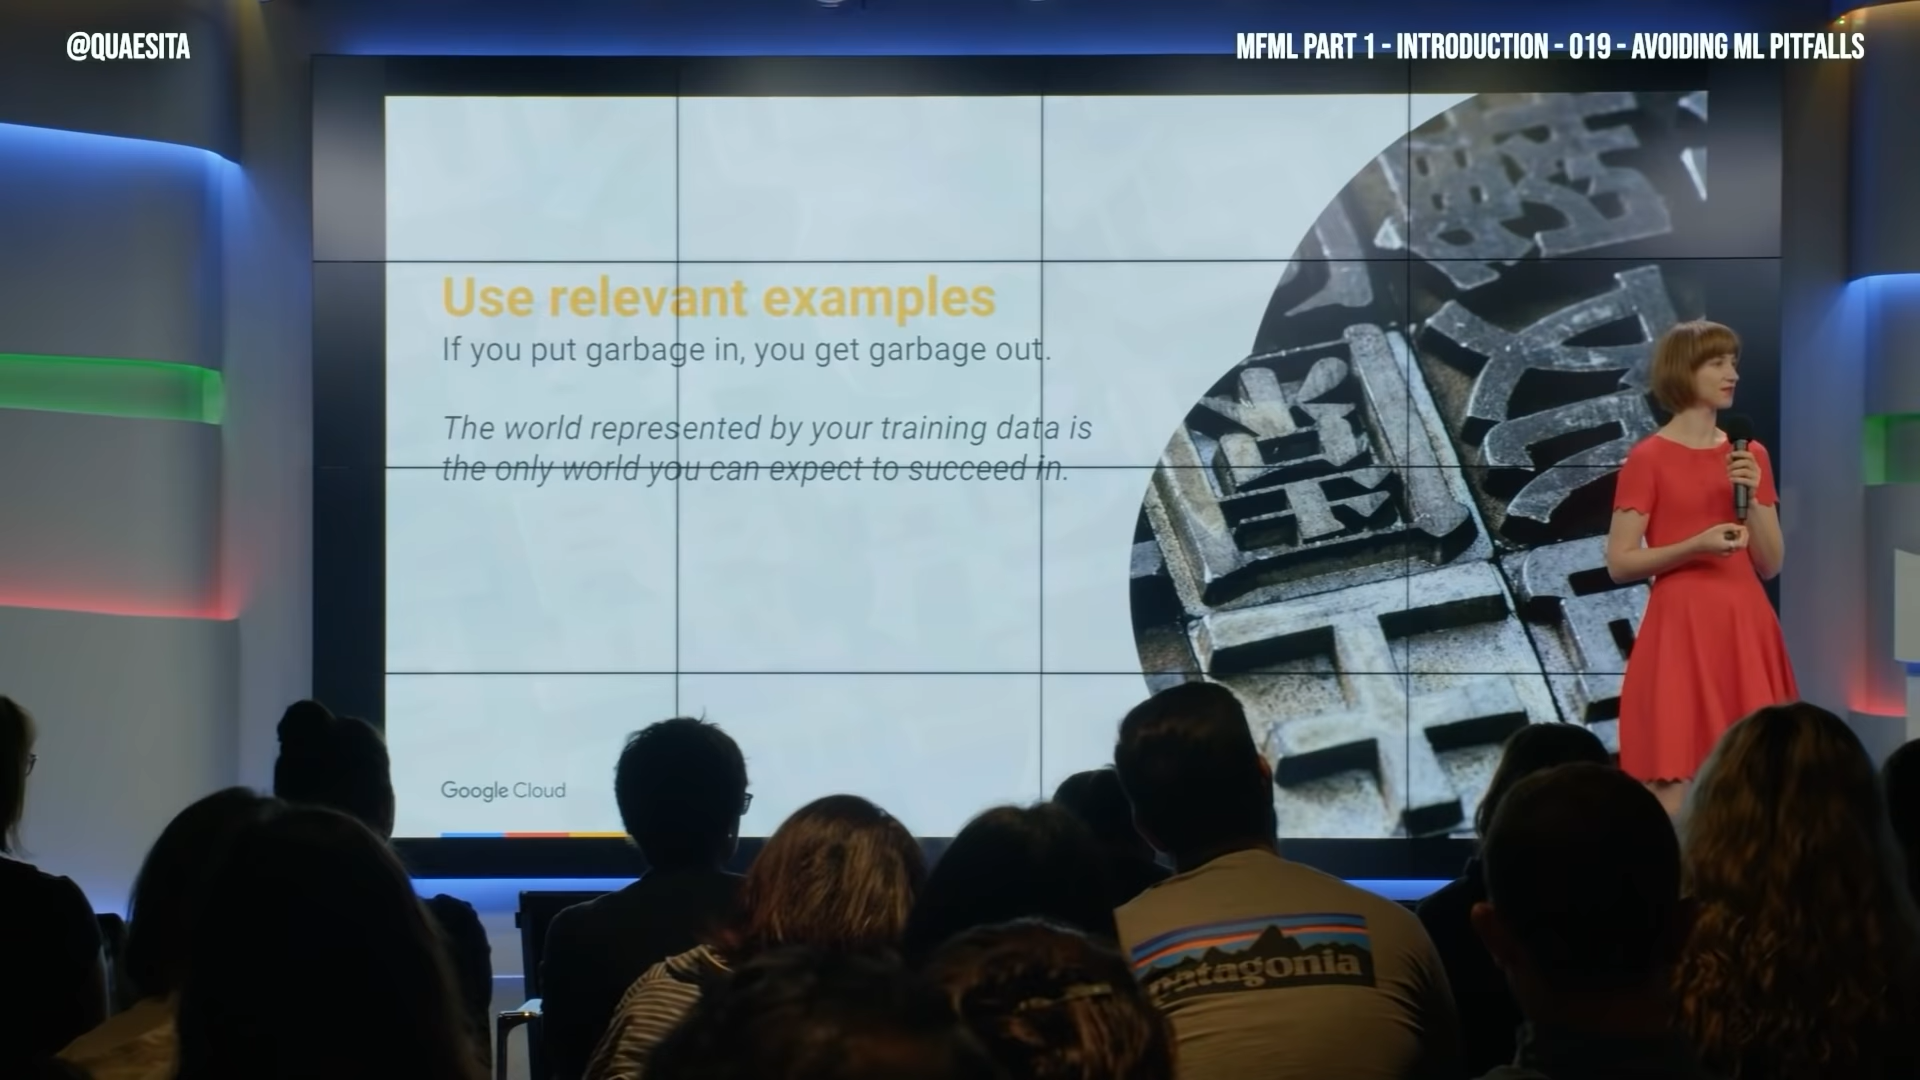 @QUAESITA
MFML PART 1 - INTRODUCTION - 019 - AVOIDING ML PITFALLS
Use relevant examples
If you put garbage in, you get garbage out.
The world represented by your training data is
the only world you can expect to succeed in.
Google Cloud
patagonia